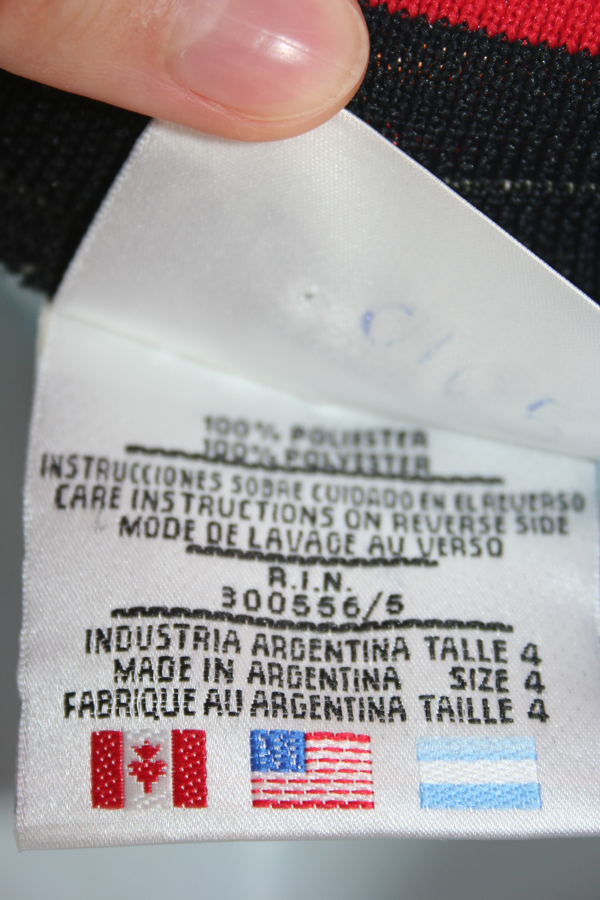 100% POLIESTER
100% POLYESTER
INSTRUCCIONES SOBRE CUIDADO EN EL REVERSO
CARE INSTRUCTIONS ON REVERSE SIDE
MODE DE LAVAGE AU VERSO
R.I.N.
300556/5
INDUSTRIA ARGENTINA TALLE 4
MADE IN ARGENTINA SIZE 4
FABRIQUE AU ARGENTINA TAILLE 4